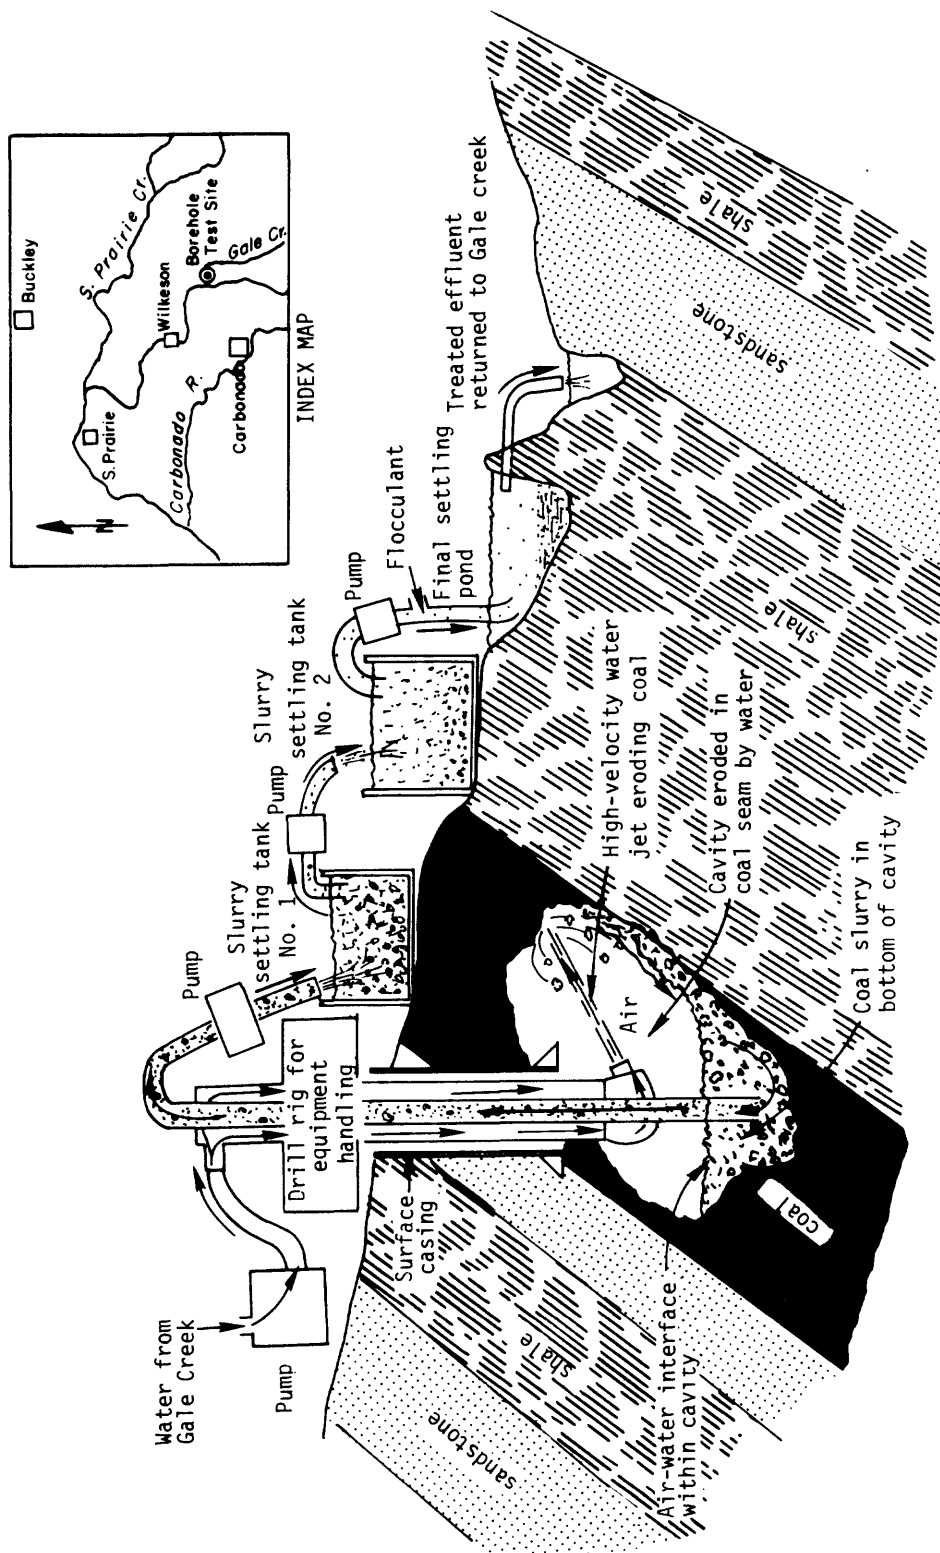 Water from
Gale Creek
Pump
Drill rig for
equipment
handling
Surface
casing
Pump
Slurry
settling tank
No. 1
Pump
Slurry
settling tank
No. 2
Pump
Flocculant
Final settling
pond
Treated effluent
returned to Gale creek
INDEX MAP
N
Buckley
S. Prairie
S. Prairie Cr.
Wilkeson
Borehole
Test Site
Gale Cr.
Carbonado R.
Carbonado
sandstone
shale
Air-water interface
within cavity
coal
Air
High-velocity water
jet eroding coal
Cavity eroded in
coal seam by water
Coal slurry in
bottom of cavity
shale
sandstone
shale